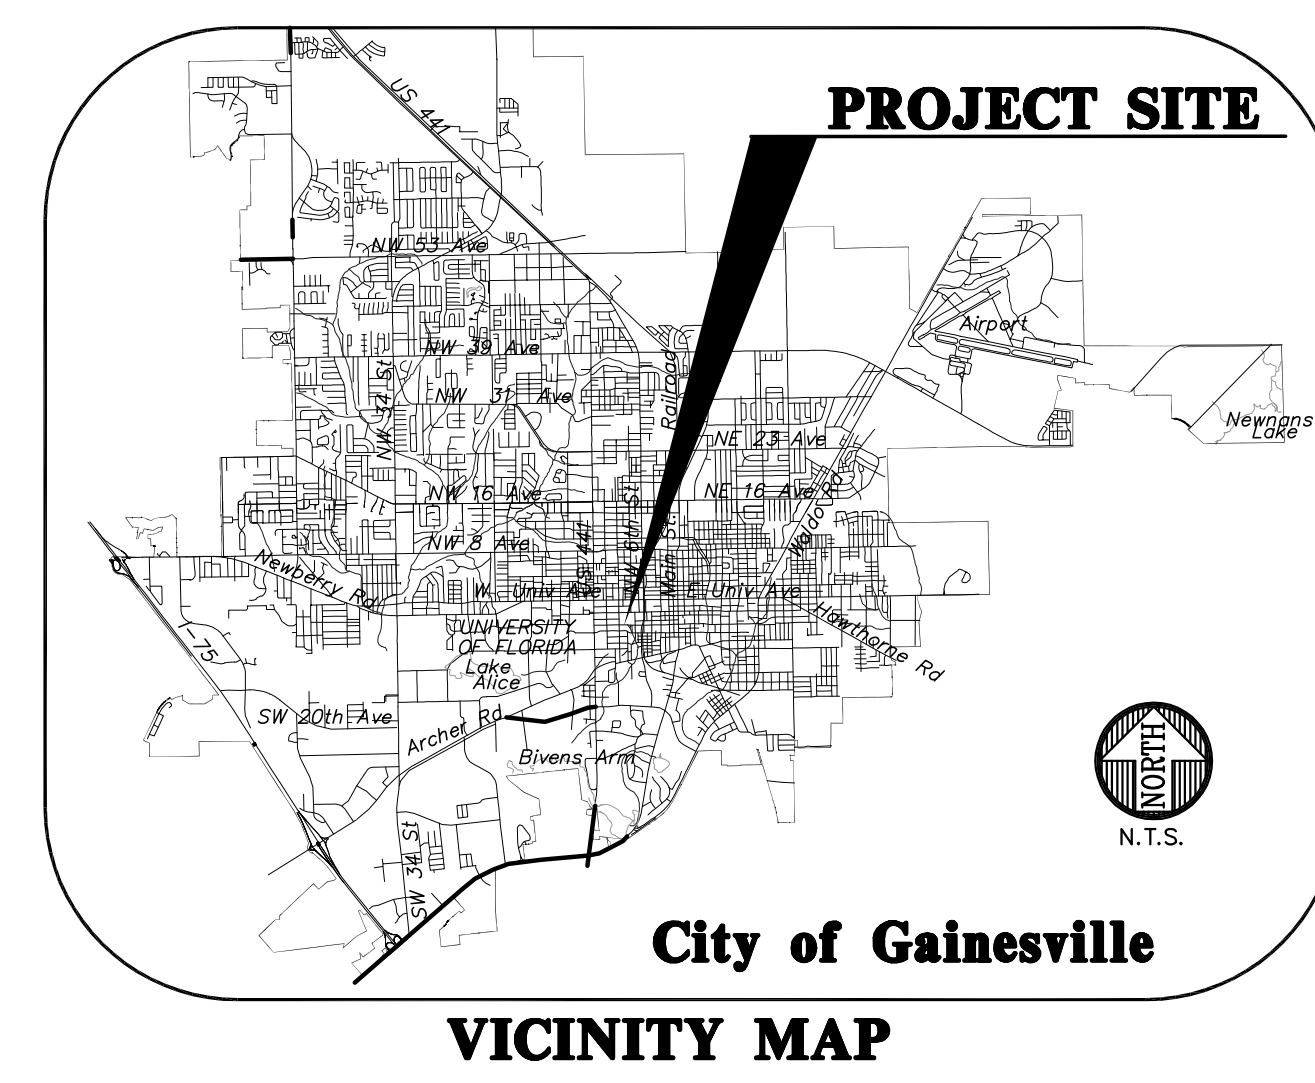 PROJECT SITE
US 441
NW 53 Ave
Airport
NW 39 Ave
NW 34 St
Railroad
NW 31 Ave
Newnans
Lake
NE 23 Ave
NW 16 Ave
NE 16 Ave
Waldo Rd
NW 6th St
US 441
Main St.
NW 8 Ave
Newberry Rd
W Univ Ave
E Univ Ave
Hawthorne Rd
I-75
UNIVERSITY
OF FLORIDA
Lake
Alice
SW 20th Ave
Archer Rd
Bivens Arm
NORTH
N.T.S.
SW 34 St
City of Gainesville
VICINITY MAP